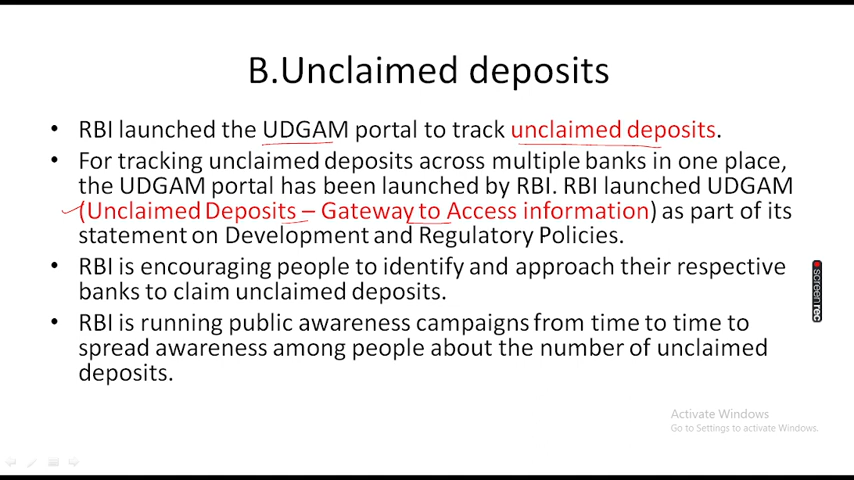 B.Unclaimed deposits
• RBI launched the UDGAM portal to track unclaimed deposits.
• For tracking unclaimed deposits across multiple banks in one place,
the UDGAM portal has been launched by RBI. RBI launched UDGAM
(Unclaimed Deposits – Gateway to Access information) as part of its
statement on Development and Regulatory Policies.
• RBI is encouraging people to identify and approach their respective
banks to claim unclaimed deposits.
• RBI is running public awareness campaigns from time to time to
spread awareness among people about the number of unclaimed
deposits.
screenrec
Activate Windows
Go to Settings to activate Windows.